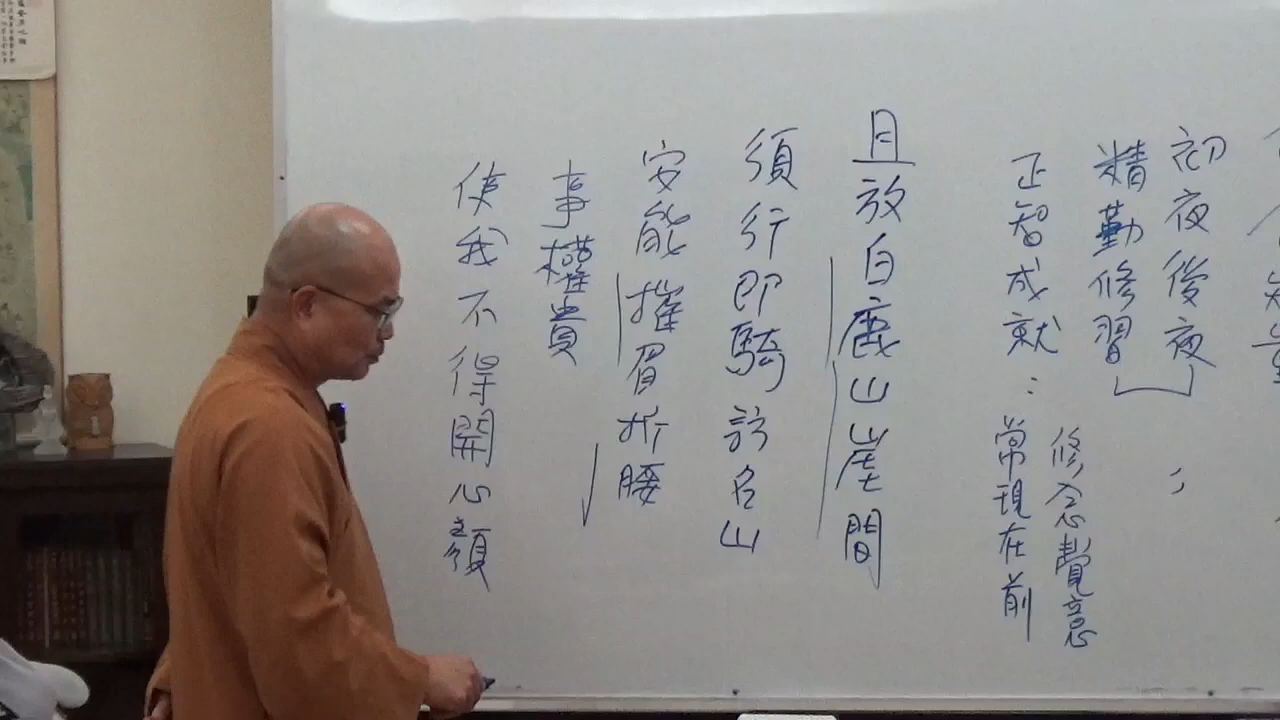 初夜後夜，
精勤修習
正智成就：
修念覺意
常現在前
且放白鹿山崖間
須行即騎訪名山
安能摧眉折腰
事權貴
使我不得開心顏